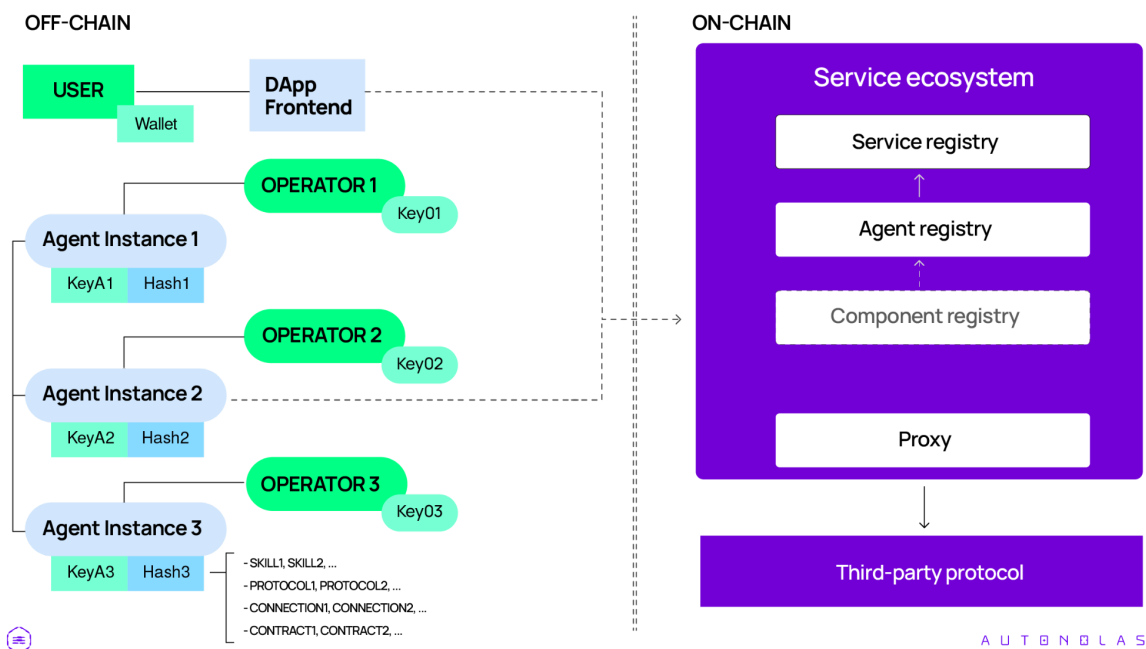 OFF-CHAIN
ON-CHAIN
USER
Wallet
DApp
Frontend
OPERATOR 1
Key01
Agent Instance 1
KeyA1
Hash1
OPERATOR 2
Key02
Agent Instance 2
KeyA2
Hash2
OPERATOR 3
Key03
Agent Instance 3
KeyA3
Hash3
- SKILL1, SKILL2, ...
- PROTOCOL1, PROTOCOL2, ...
- CONNECTION1, CONNECTION2, ...
- CONTRACT1, CONTRACT2, ...
Service ecosystem
Service registry
Agent registry
Component registry
Proxy
Third-party protocol
AUTONOLAS